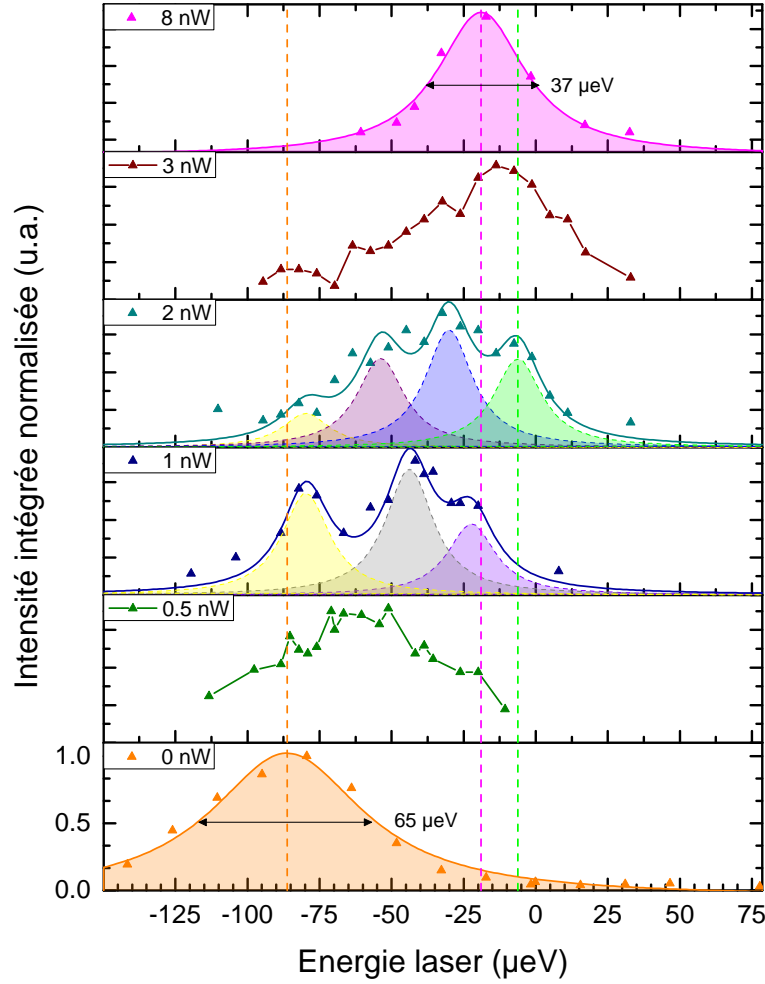 8 nW
37 µeV
3 nW
2 nW
1 nW
0.5 nW
0 nW
65 µeV
1.0
0.5
0.0
-125 -100 -75 -50 -25 0 25 50 75
Energie laser (µeV)
Intensité intégrée normalisée (u.a.)